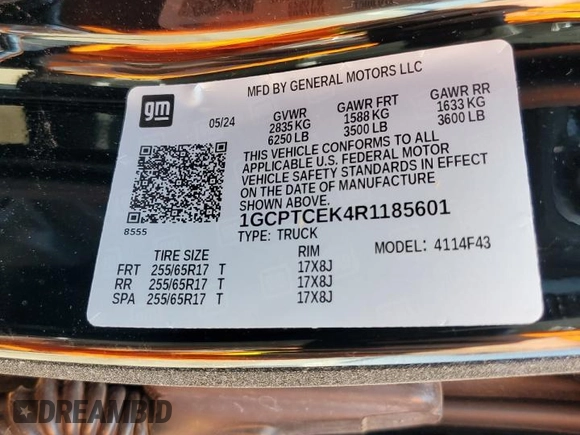 MFD BY GENERAL MOTORS LLC
gm
05/24
GVWR GAWR FRT GAWR RR
2835 KG 1588 KG 1633 KG
6250 LB 3500 LB 3600 LB
THIS VEHICLE CONFORMS TO ALL
APPLICABLE U.S. FEDERAL MOTOR
VEHICLE SAFETY STANDARDS IN EFFECT
ON THE DATE OF MANUFACTURE
SHOWN ABOVE.
8555
1GCPTCEK4R1185601
TYPE: TRUCK MODEL: 4114F43
TIRE SIZE RIM
FRT 255/65R17 T 17X8J
RR 255/65R17 T 17X8J
SPA 255/65R17 T 17X8J
DREAMBID